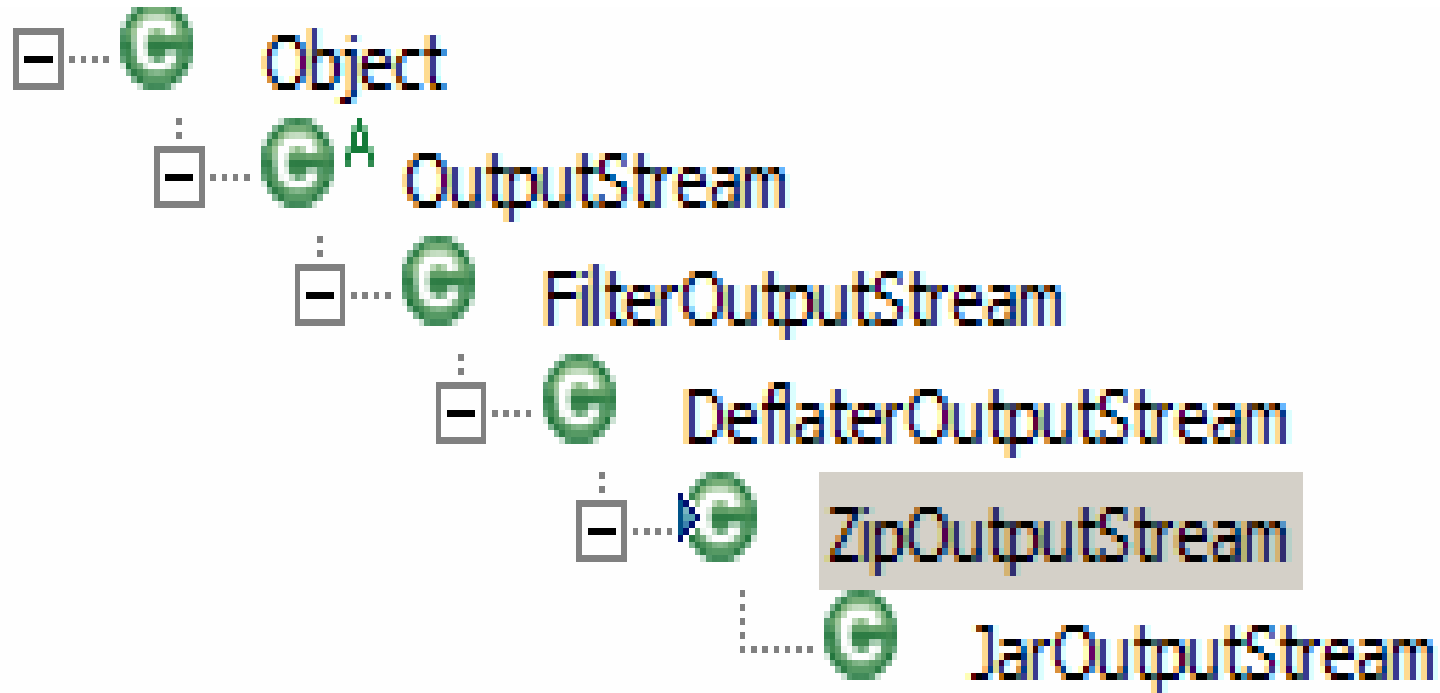 C Object
C A OutputStream
C FilterOutputStream
C DeflaterOutputStream
C ZipOutputStream
C JarOutputStream